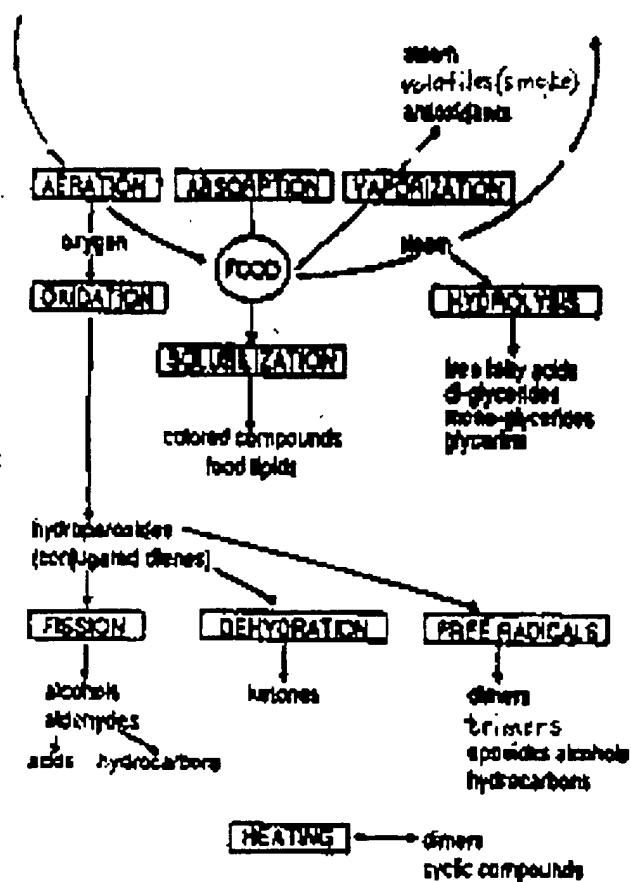 steam
volatiles (smoke)
antioxidants
AERATION ABSORPTION VAPORIZATION
oxygen
steam
FOOD
OXIDATION
HYDROLYSIS
SOLUBILIZATION
free fatty acids
di-glycerides
mono-glycerides
glycerine
colored compounds
food lipids
hydroperoxides
(conjugated dienes)
FISSION DEHYDRATION FREE RADICALS
alcohols
aldehydes
acids hydrocarbons
ketones
dimers
trimers
epoxides alcohols
hydrocarbons
HEATING
dimers
cyclic compounds